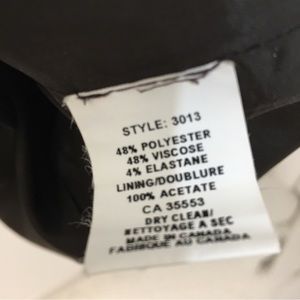 STYLE: 3013
48% POLYESTER
48% VISCOSE
4% ELASTANE
LINING/DOUBLURE
100% ACETATE
CA 35553
DRY CLEAN/
NETTOYAGE A SEC
MADE IN CANADA
FABRIQUE AU CANADA